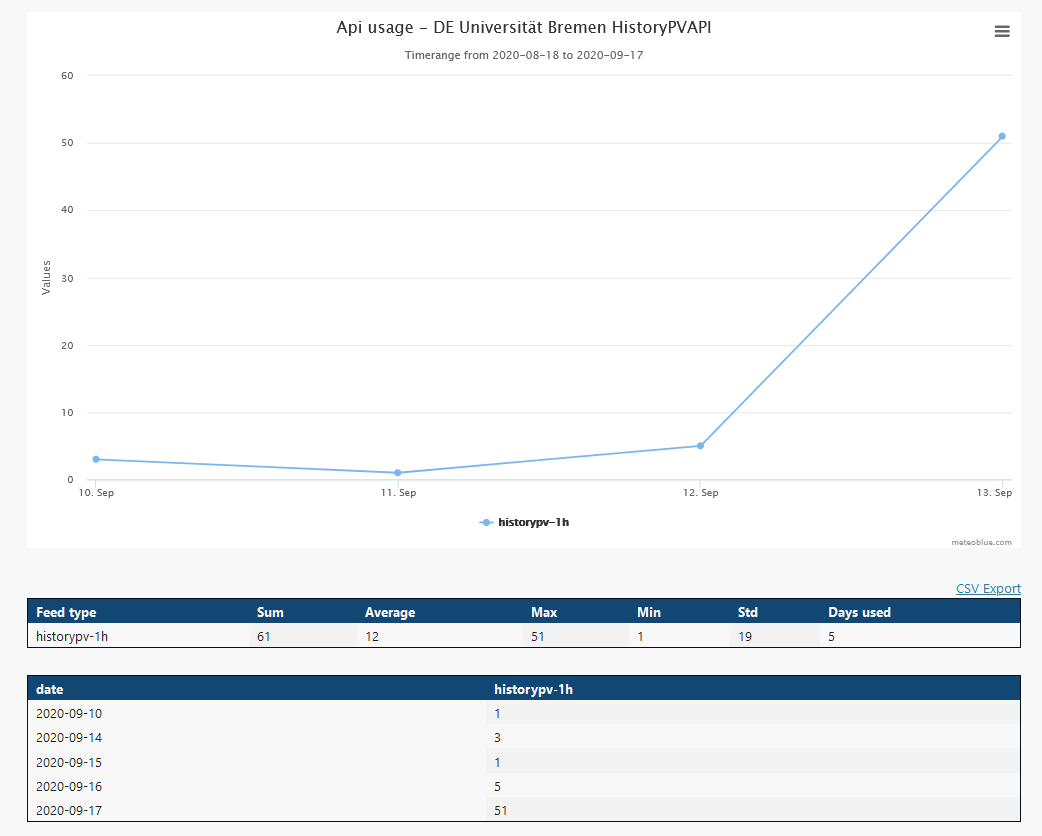 Api usage – DE Universität Bremen HistoryPVAPI
Timerange from 2020–08–18 to 2020–09–17
60
50
40
30
20
10
0
Values
10. Sep 11. Sep 12. Sep 13. Sep
historypv–1h
meteoblue.com
CSV Export
Feed type Sum Average Max Min Std Days used
historypv-1h 61 12 51 1 19 5
date historypv-1h
2020-09-10 1
2020-09-14 3
2020-09-15 1
2020-09-16 5
2020-09-17 51